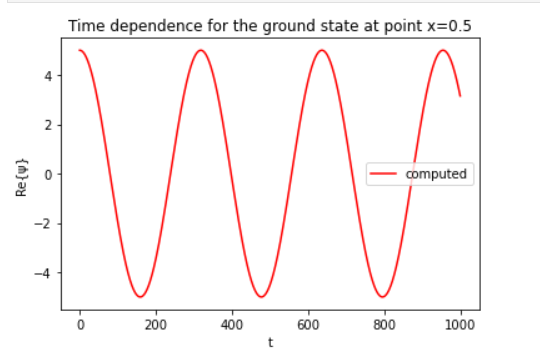 Time dependence for the ground state at point x=0.5
4
2
0
−2
−4
Re{ψ}
computed
0 200 400 600 800 1000
t